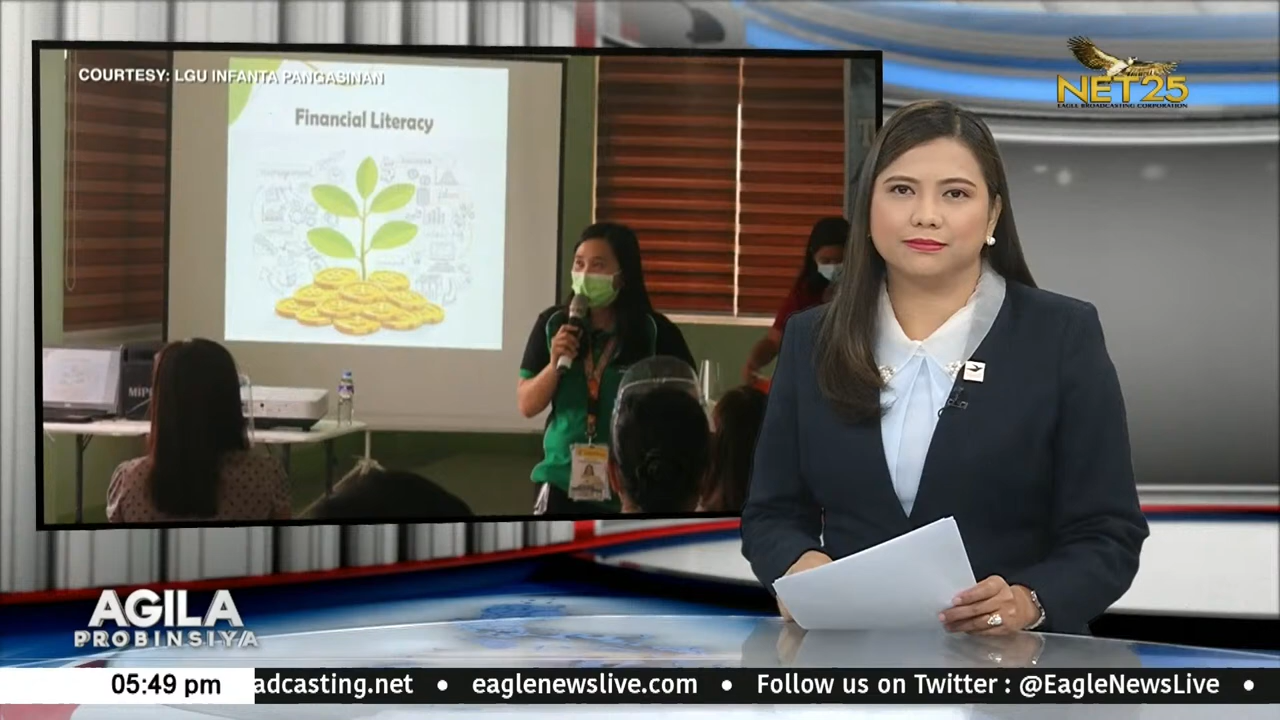 COURTESY: LGU INFANTA PANGASINAN
Financial Literacy
NET25
EAGLE BROADCASTING CORPORATION
AGILA
PROBINSIYA
05:49 pm
adcasting.net • eaglenewslive.com • Follow us on Twitter : @EagleNewsLive •